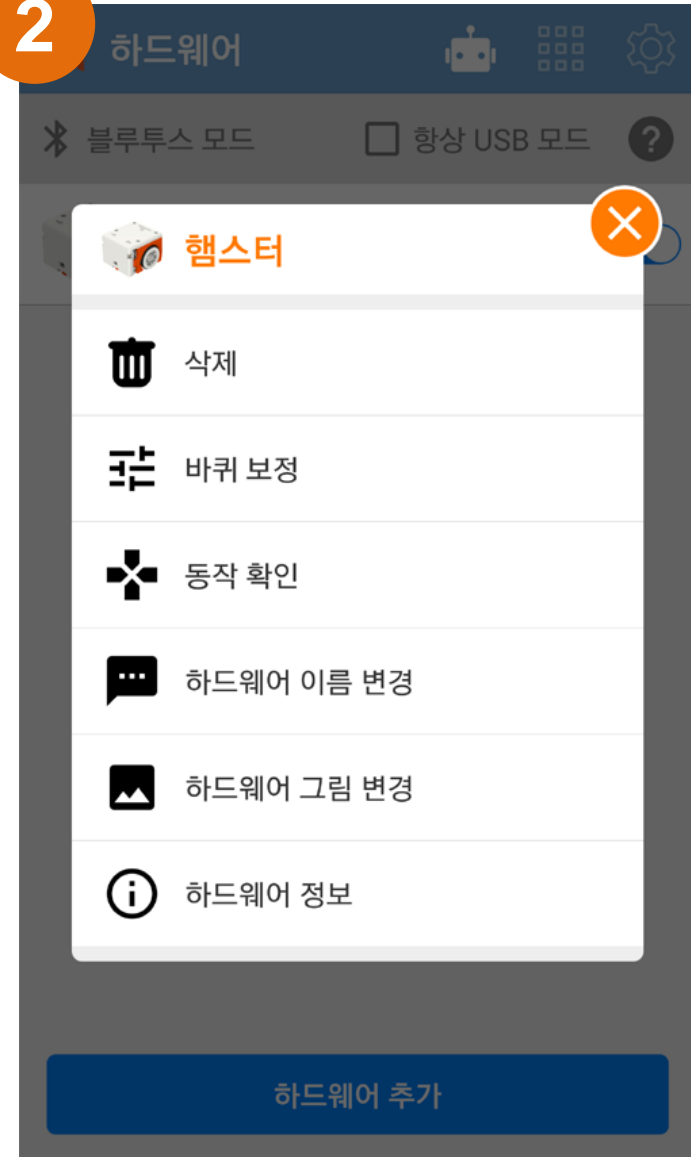 2
하드웨어
블루투스 모드
항상 USB 모드
?
햄스터
삭제
바퀴 보정
동작 확인
하드웨어 이름 변경
하드웨어 그림 변경
하드웨어 정보
하드웨어 추가